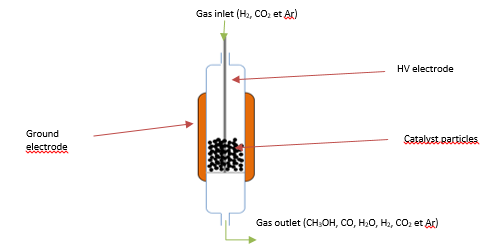 Gas inlet (H₂, CO₂ et Ar)
HV electrode
Ground
electrode
Catalyst particles
Gas outlet (CH₃OH, CO, H₂O, H₂, CO₂ et Ar)